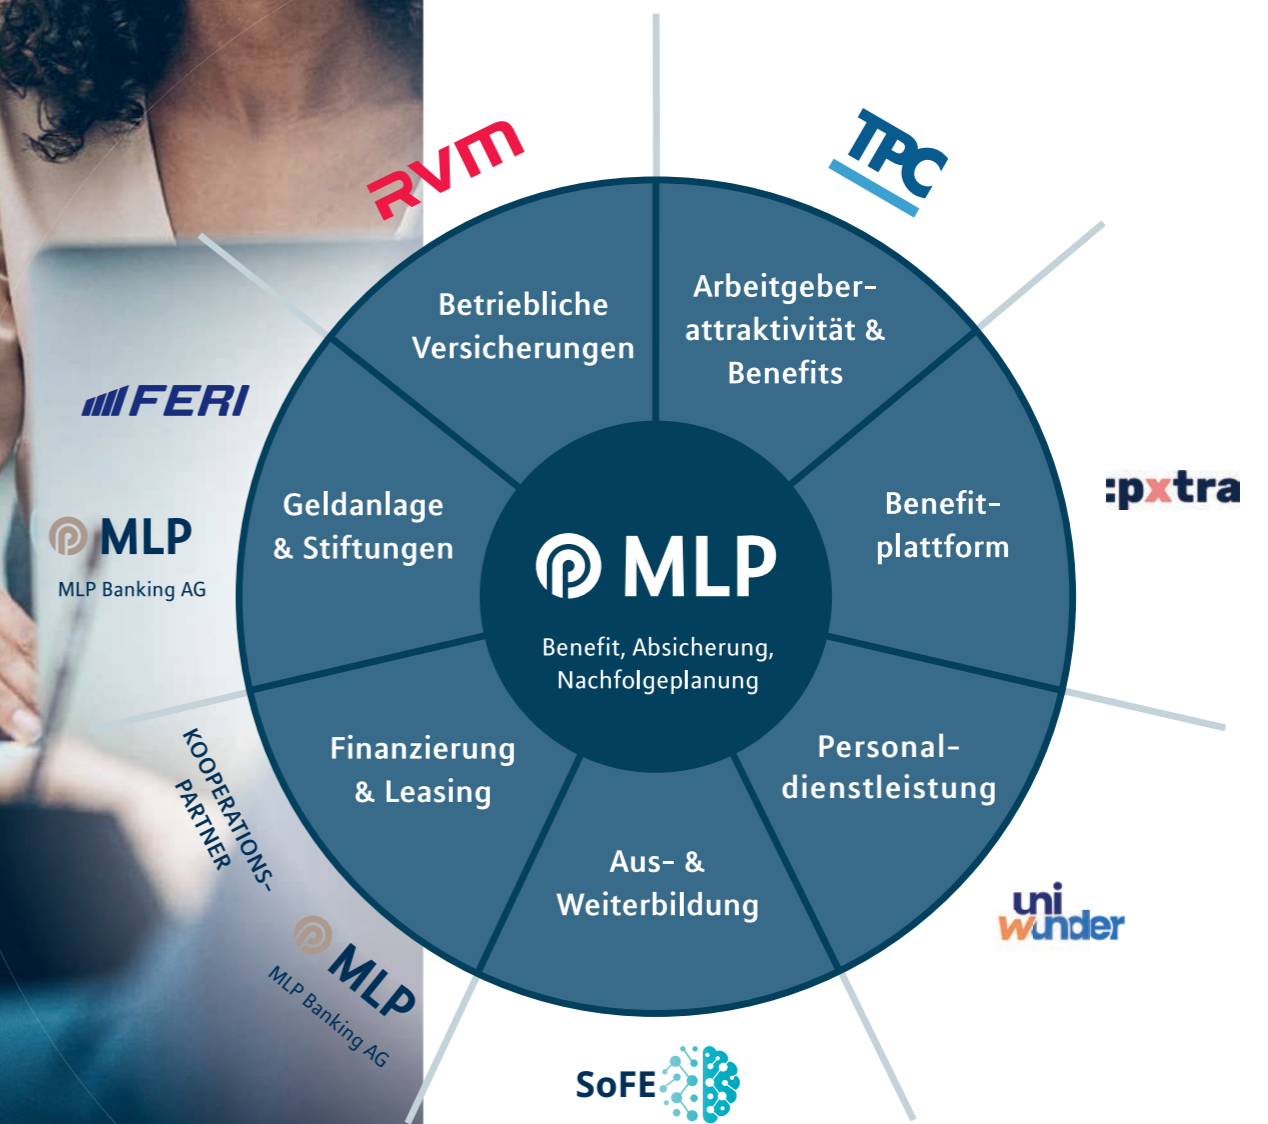 RVM
TPC
Betriebliche
Versicherungen
Arbeitgeber-
attraktivität &
Benefits
FERI
Geldanlage
& Stiftungen
MLP
MLP Banking AG
Benefit-
plattform
:pxtra
MLP
Benefit, Absicherung,
Nachfolgeplanung
Finanzierung
& Leasing
KOOPERATIONS-
PARTNER
MLP
MLP Banking AG
Personal-
dienstleistung
uni
wunder
Aus- &
Weiterbildung
SoFE